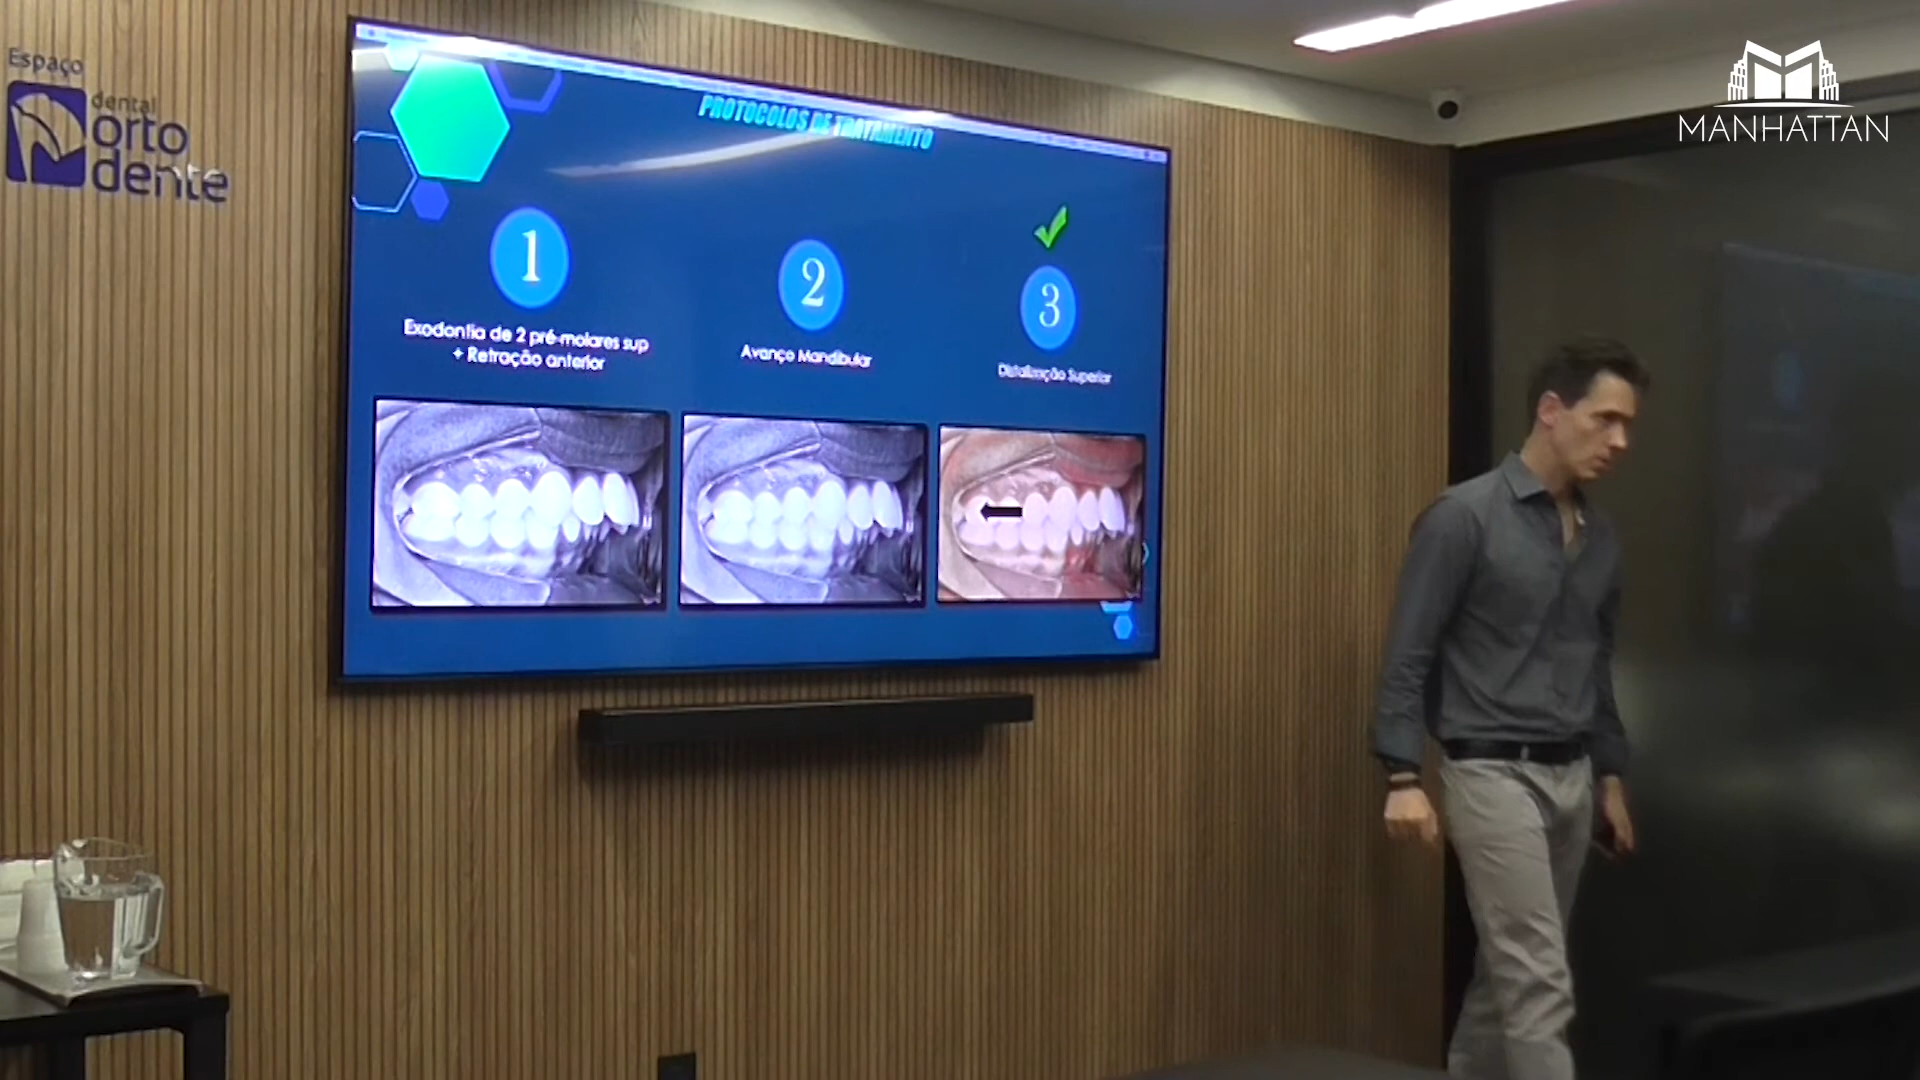 Espaço
dental
orto
dente
PROTOCOLOS DE TRATAMENTO
1
Exodontia de 2 pré-molares sup
+ Retração anterior
2
Avanço Mandibular
3
Distalização Superior
MANHATTAN